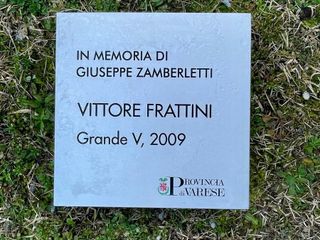 IN MEMORIA DI
GIUSEPPE ZAMBERLETTI
VITTORE FRATTINI
Grande V, 2009
PROVINCIA
di VARESE